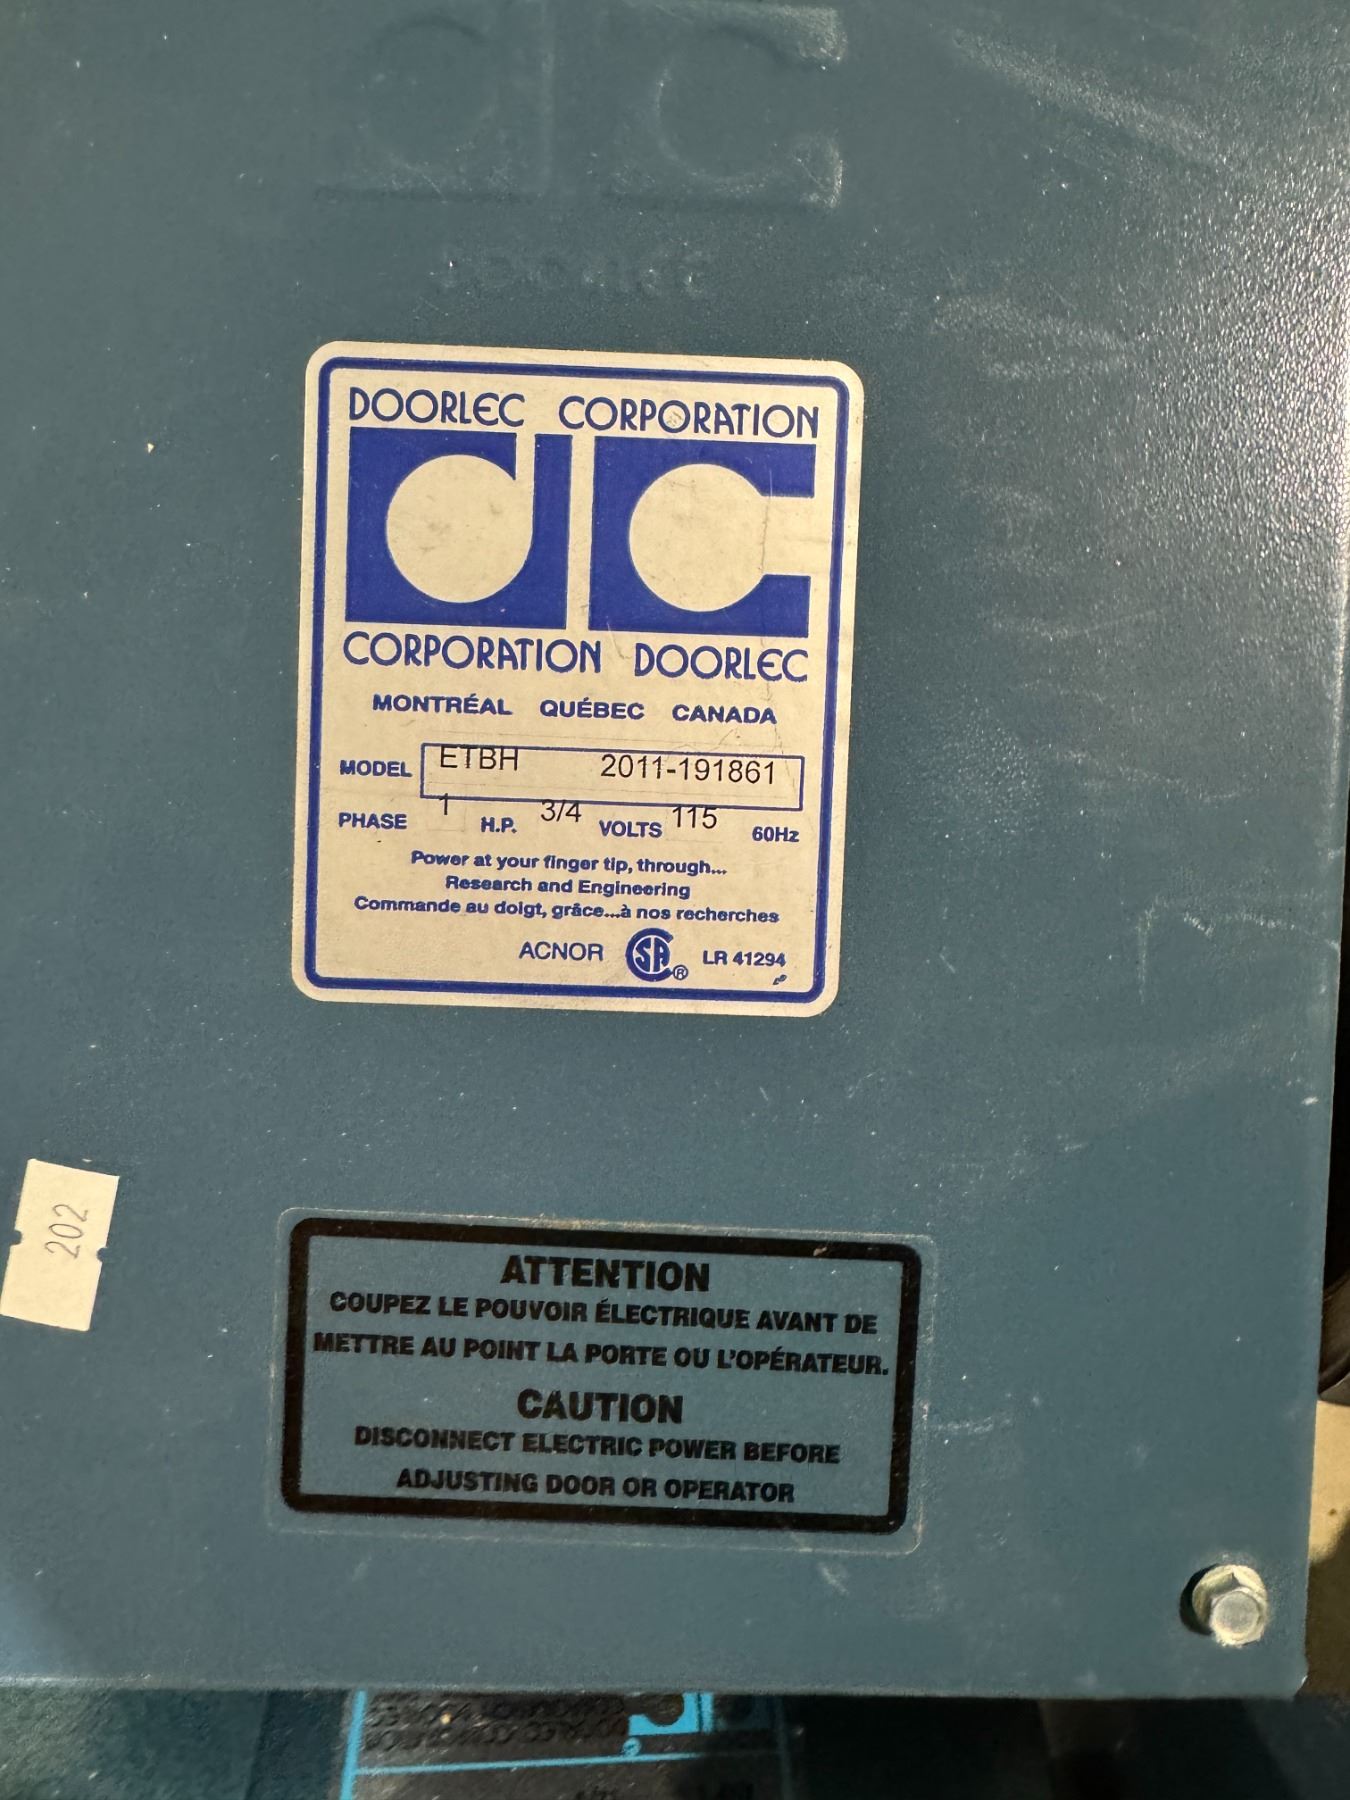 DOORLEC CORPORATION
dc
CORPORATION DOORLEC
MONTRÉAL QUÉBEC CANADA
MODEL ETBH 2011-191861
PHASE 1 H.P. 3/4 VOLTS 115 60Hz
Power at your finger tip, through...
Research and Engineering
Commande au doigt, grâce...à nos recherches
ACNOR CSA ® LR 41294
202
ATTENTION
COUPEZ LE POUVOIR ÉLECTRIQUE AVANT DE
METTRE AU POINT LA PORTE OU L'OPÉRATEUR.
CAUTION
DISCONNECT ELECTRIC POWER BEFORE
ADJUSTING DOOR OR OPERATOR